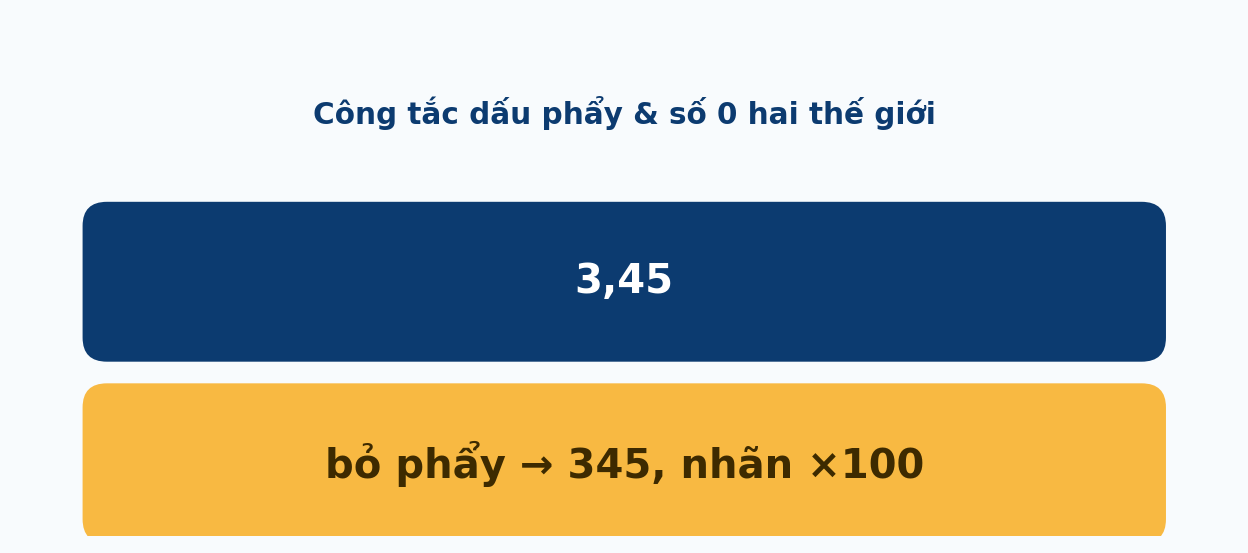 Công tắc dấu phẩy & số 0 hai thế giới
3,45
bỏ phẩy → 345, nhãn ×100